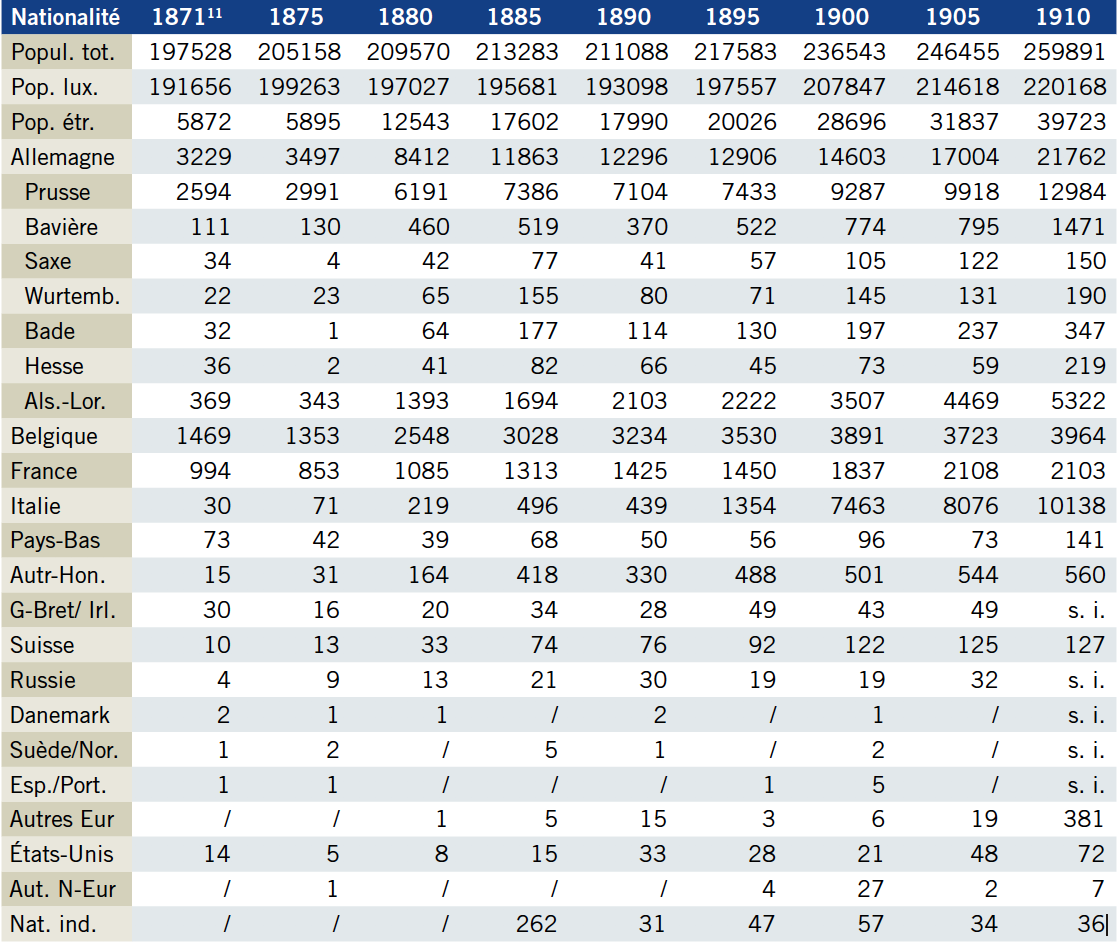 Nationalité 1871¹¹ 1875 1880 1885 1890 1895 1900 1905 1910
Popul. tot. 197528 205158 209570 213283 211088 217583 236543 246455 259891
Pop. lux. 191656 199263 197027 195681 193098 197557 207847 214618 220168
Pop. étr. 5872 5895 12543 17602 17990 20026 28696 31837 39723
Allemagne 3229 3497 8412 11863 12296 12906 14603 17004 21762
Prusse 2594 2991 6191 7386 7104 7433 9287 9918 12984
Bavière 111 130 460 519 370 522 774 795 1471
Saxe 34 4 42 77 41 57 105 122 150
Wurtemb. 22 23 65 155 80 71 145 131 190
Bade 32 1 64 177 114 130 197 237 347
Hesse 36 2 41 82 66 45 73 59 219
Als.-Lor. 369 343 1393 1694 2103 2222 3507 4469 5322
Belgique 1469 1353 2548 3028 3234 3530 3891 3723 3964
France 994 853 1085 1313 1425 1450 1837 2108 2103
Italie 30 71 219 496 439 1354 7463 8076 10138
Pays-Bas 73 42 39 68 50 56 96 73 141
Autr-Hon. 15 31 164 418 330 488 501 544 560
G-Bret/ Irl. 30 16 20 34 28 49 43 49 s. i.
Suisse 10 13 33 74 76 92 122 125 127
Russie 4 9 13 21 30 19 19 32 s. i.
Danemark 2 1 1 / 2 / 1 / s. i.
Suède/Nor. 1 2 / 5 1 / 2 / s. i.
Esp./Port. 1 1 / / / 1 5 / s. i.
Autres Eur / / 1 5 15 3 6 19 381
États-Unis 14 5 8 15 33 28 21 48 72
Aut. N-Eur / 1 / / / 4 27 2 7
Nat. ind. / / / 262 31 47 57 34 36